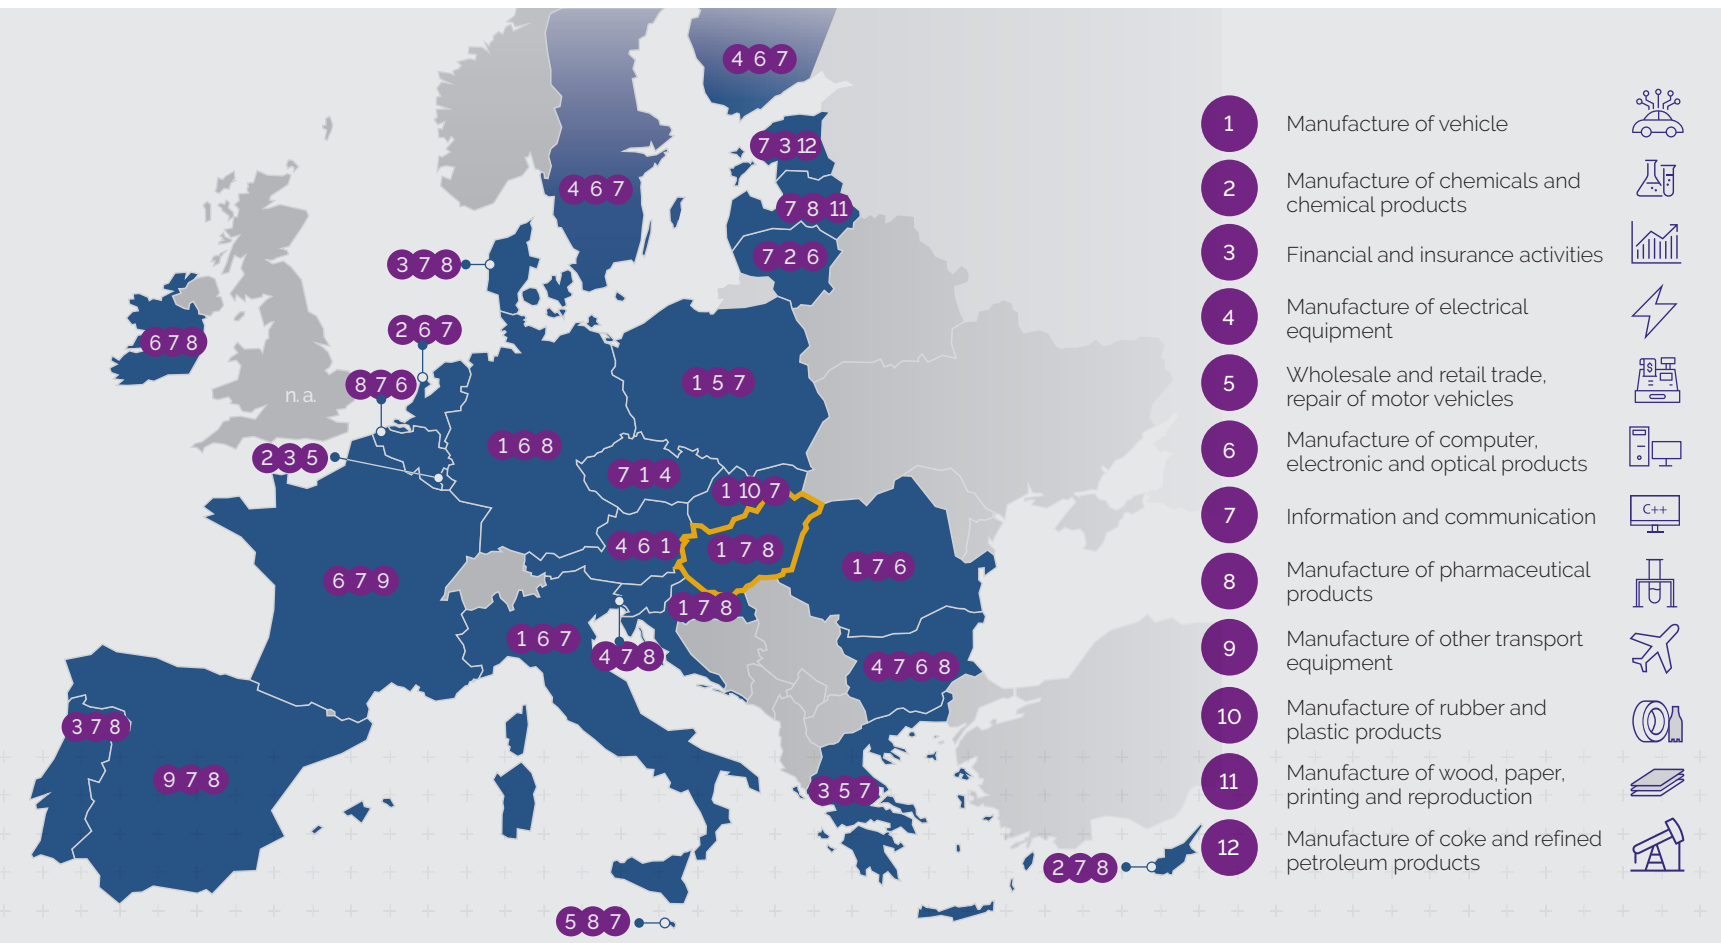 4 6 7
7 3 12
4 6 7
7 8 11
7 2 6
3 7 8
2 6 7
6 7 8
8 7 6
n.a.
1 5 7
1 6 8
2 3 5
7 1 4
1 10 7
4 6 1
1 7 8
1 7 6
6 7 9
1 7 8
1 6 7
4 7 8
4 7 6 8
3 7 8
9 7 8
3 5 7
2 7 8
5 8 7
1
Manufacture of vehicle
2
Manufacture of chemicals and
chemical products
3
Financial and insurance activities
4
Manufacture of electrical
equipment
5
Wholesale and retail trade,
repair of motor vehicles
$
6
Manufacture of computer,
electronic and optical products
7
Information and communication
C++
8
Manufacture of pharmaceutical
products
9
Manufacture of other transport
equipment
10
Manufacture of rubber and
plastic products
11
Manufacture of wood, paper,
printing and reproduction
12
Manufacture of coke and refined
petroleum products